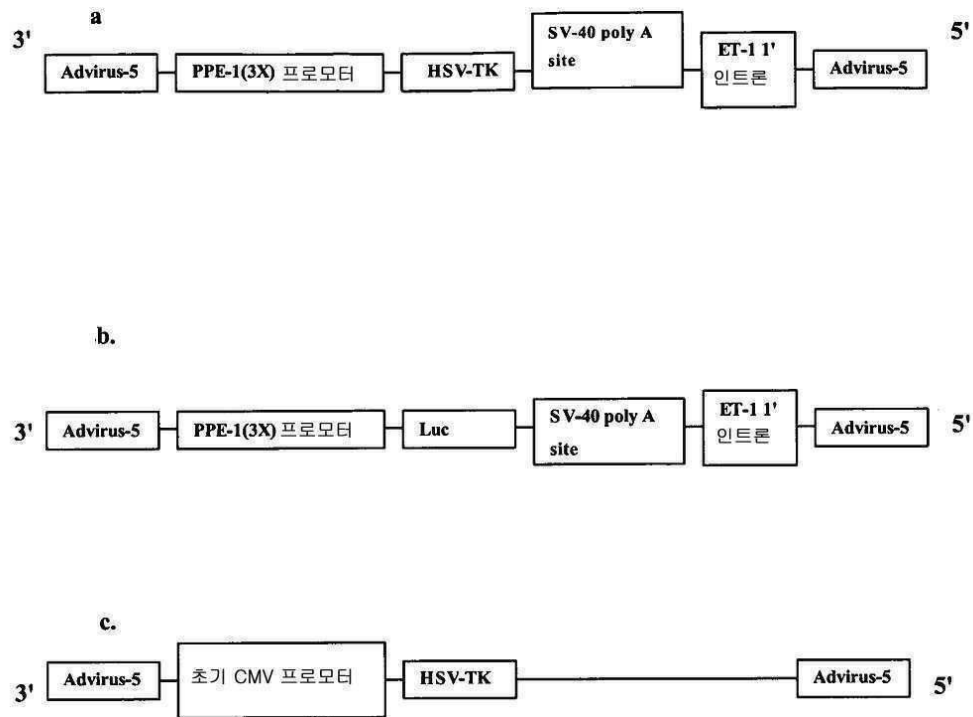 a
3'
Advirus-5
PPE-1(3X) 프로모터
HSV-TK
SV-40 poly A
site
ET-1 1'
인트론
Advirus-5
5'
b.
3'
Advirus-5
PPE-1(3X) 프로모터
Luc
SV-40 poly A
site
ET-1 1'
인트론
Advirus-5
5'
c.
3'
Advirus-5
초기 CMV 프로모터
HSV-TK
Advirus-5
5'